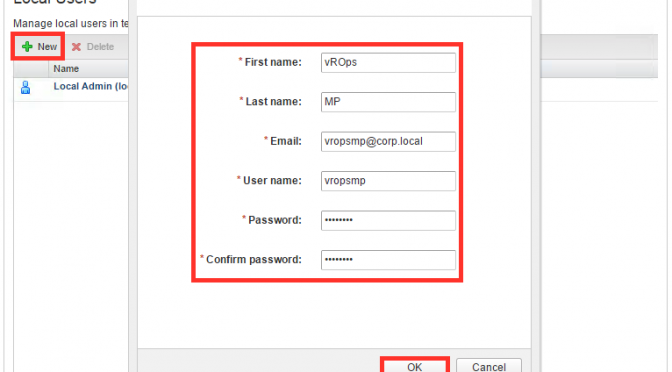 Local Users
Manage local users in te
New Delete
Name
Local Admin (lo
* First name: vROps
* Last name: MP
* Email: vropsmp@corp.local
* User name: vropsmp
* Password: ••••••••
* Confirm password: ••••••••
OK Cancel